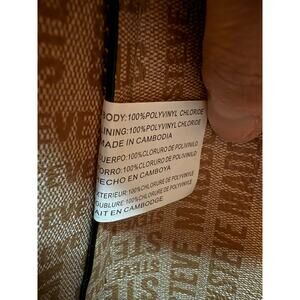 BODY:100%POLYVINYL CHLORIDE
LINING:100%POLYVINYL CHLORIDE
MADE IN CAMBODIA
CUERPO:100%CLORURO DE POLIVINILO
FORRO:100%CLORURO DE POLIVINILO
HECHO EN CAMBOYA
EXTERIEUR:100%CHLORURE DE POLYVINYLE
DOUBLURE:100%CHLORURE DE POLYVINYLE
FAIT EN CAMBODGE
STEVE